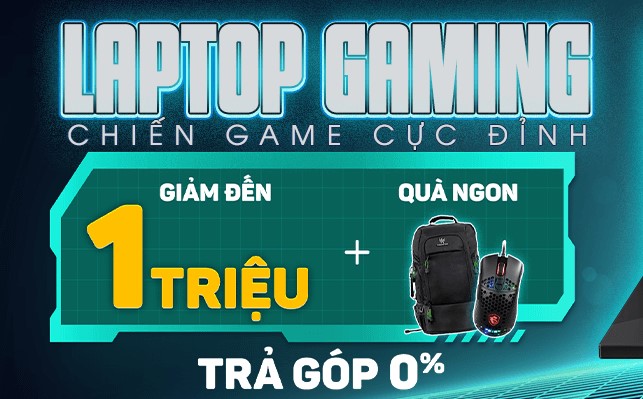 LAPTOP GAMING
CHIẾN GAME CỰC ĐỈNH
GIẢM ĐẾN
1 TRIỆU
+
QUÀ NGON
TRẢ GÓP 0%